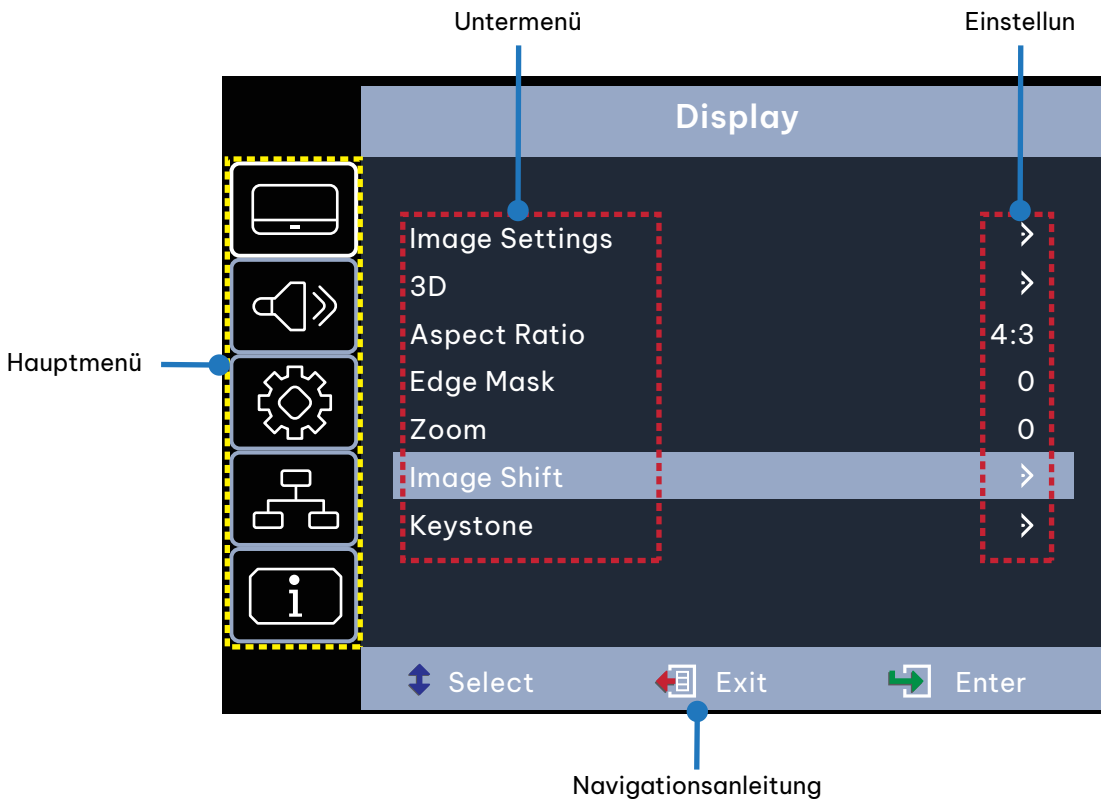 Untermenü
Einstellun
Display
Image Settings
3D
Aspect Ratio 4:3
Hauptmenü
Edge Mask 0
Zoom 0
Image Shift
Keystone
i
Select Exit Enter
Navigationsanleitung